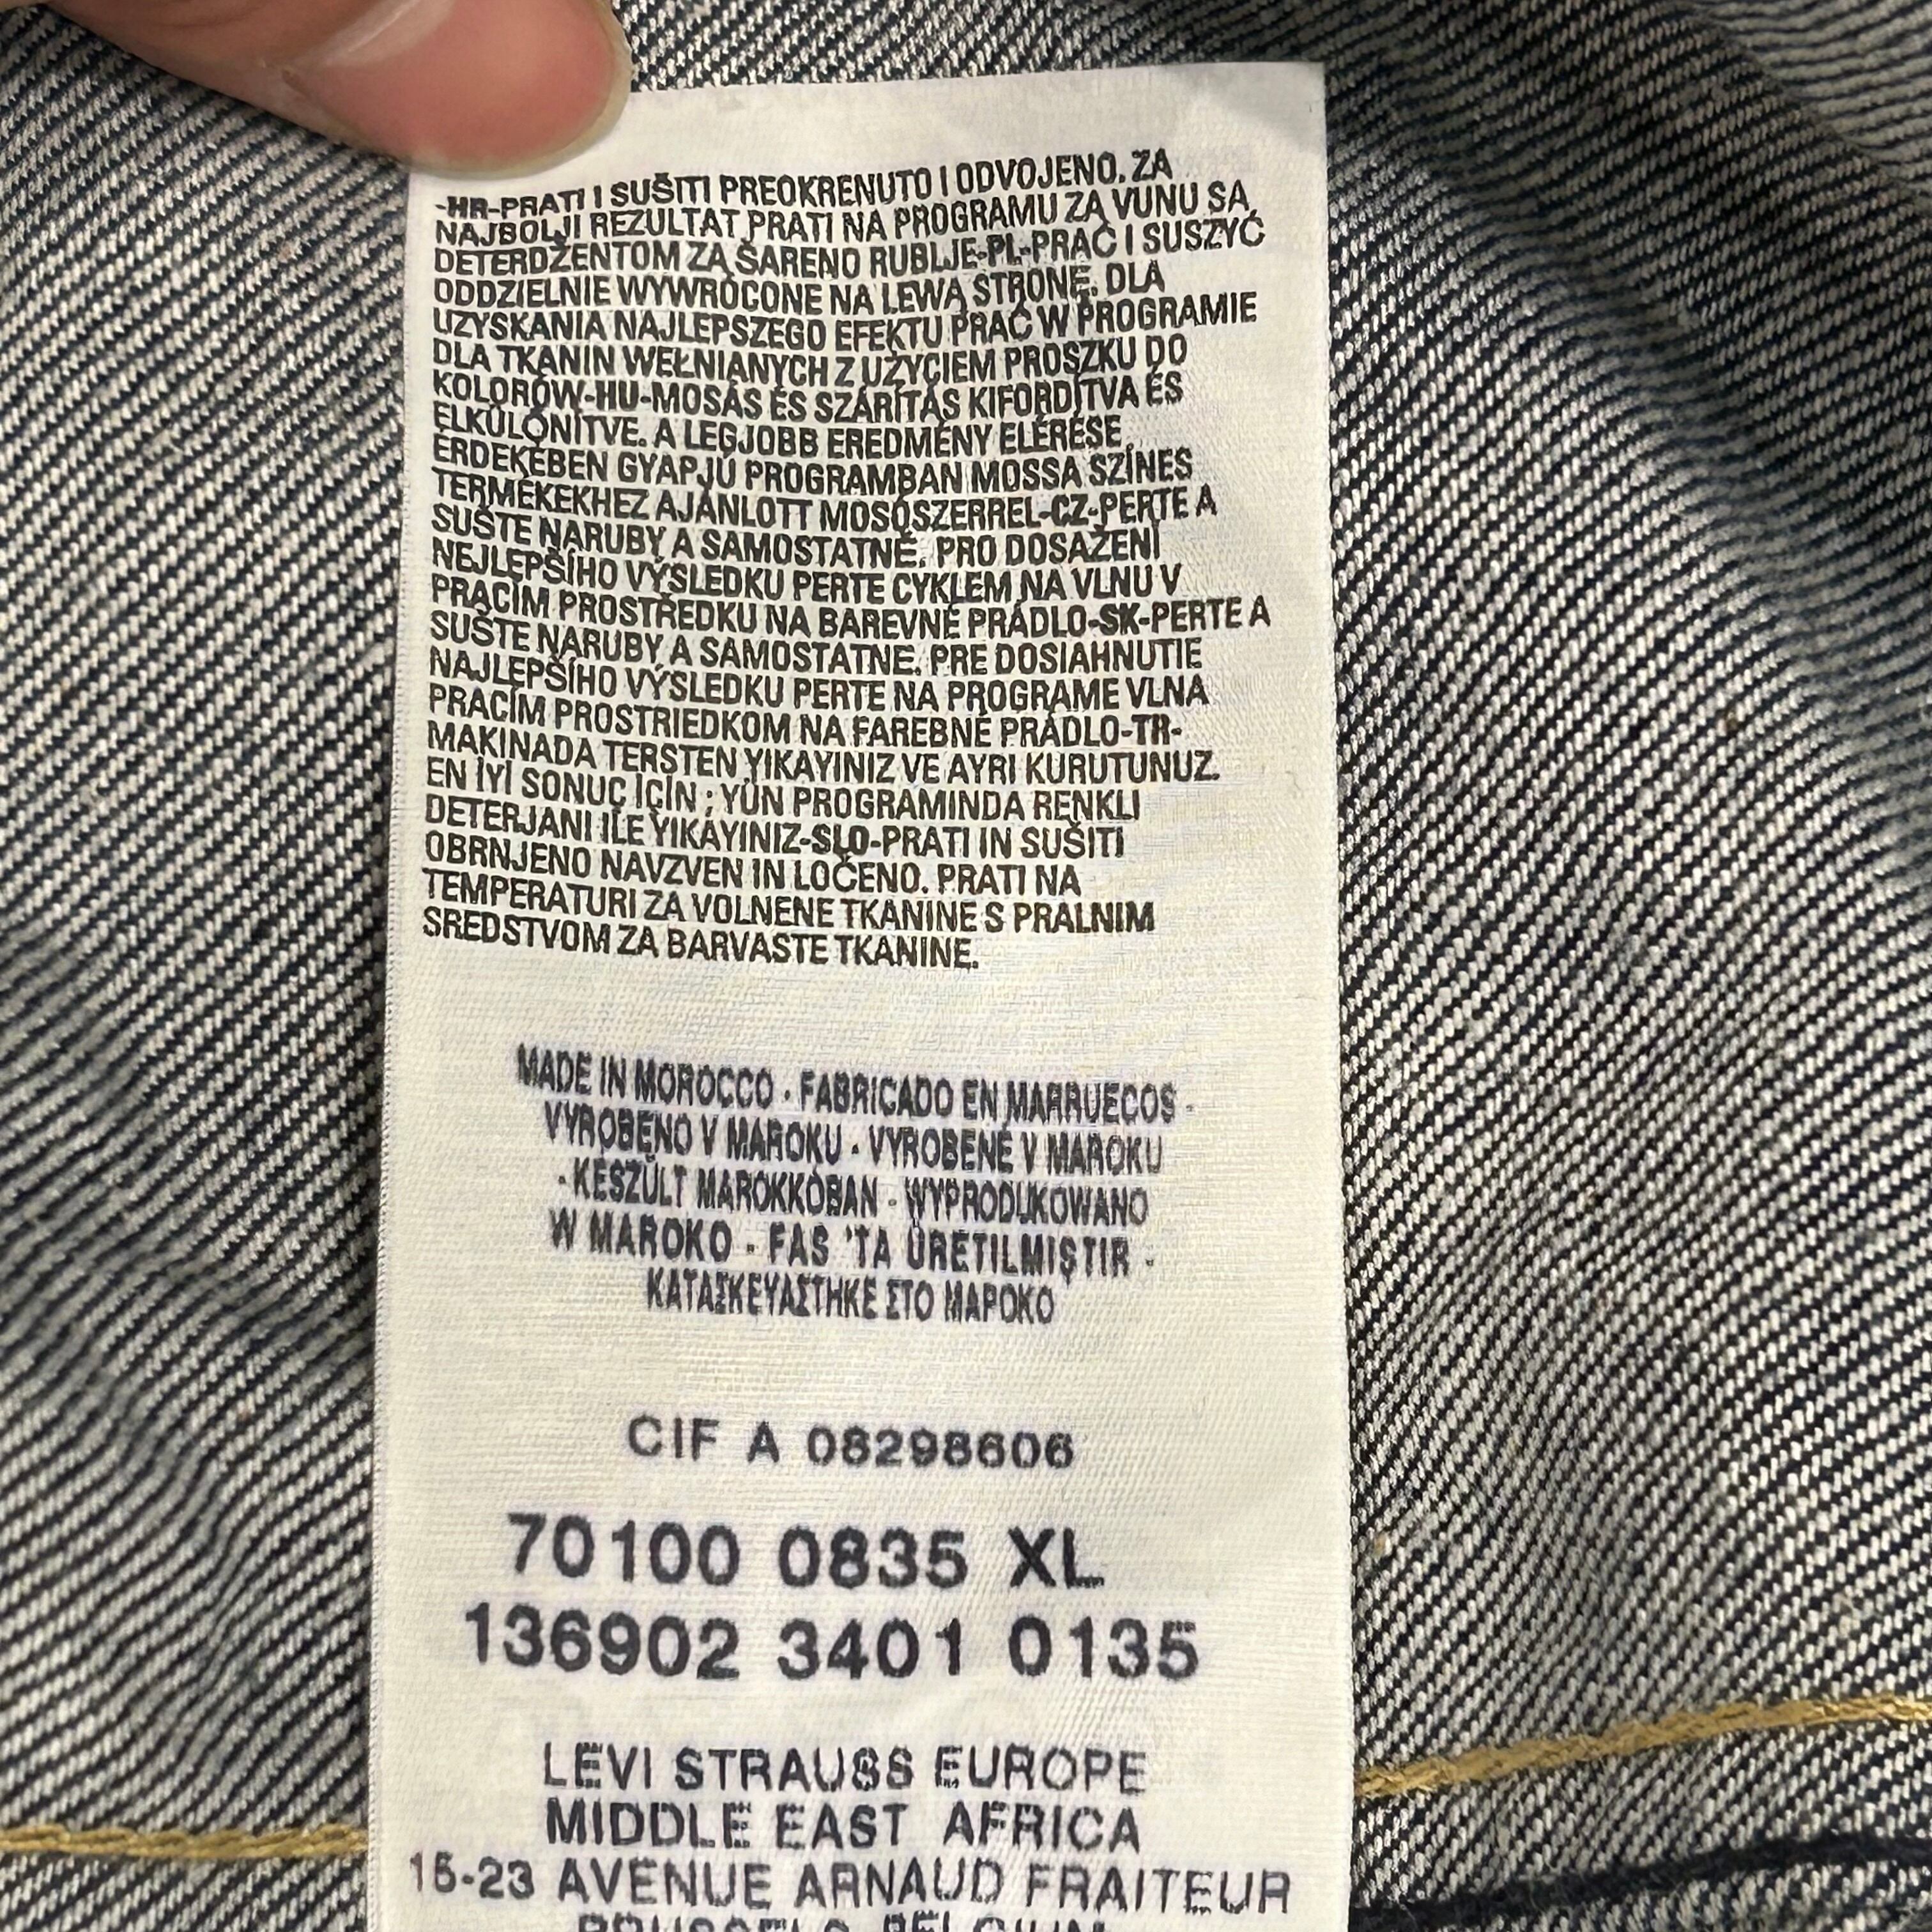 -HR-PRATI I SUŠITI PREOKRENUTO I ODVOJENO. ZA
NAJBOLJI REZULTAT PRATI NA PROGRAMU ZA VUNU SA
DETERDŽENTOM ZA ŠARENO RUBLJE-PL-PRAĆ I SUSZYĆ
ODDZIELNIE WYWRÓCONE NA LEWĄ STRONĘ. DLA
UZYSKANIA NAJLEPSZEGO EFEKTU PRAĆ W PROGRAMIE
DLA TKANIN WEŁNIANYCH Z UŻYCIEM PROSZKU DO
KOLORÓW-HU-MOSÁS ÉS SZÁRÍTÁS KIFORDÍTVA ÉS
ELKÜLÖNÍTVE. A LEGJOBB EREDMÉNY ELÉRÉSE
ÉRDEKÉBEN GYAPJÚ PROGRAMBAN MOSSA SZÍNES
TERMÉKEKHEZ AJÁNLOTT MOSÓSZERREL-CZ-PERTE A
SUŠTE NARUBY A SAMOSTATNĚ. PRO DOSAŽENÍ
NEJLEPŠÍHO VÝSLEDKU PERTE CYKLEM NA VLNU V
PRACÍM PROSTŘEDKU NA BAREVNÉ PRÁDLO-SK-PERTE A
SUŠTE NARUBY A SAMOSTATNE. PRE DOSIAHNUTIE
NAJLEPŠÍHO VÝSLEDKU PERTE NA PROGRAME VLNA
PRACÍM PROSTRIEDKOM NA FAREBNÉ PRÁDLO-TR-
MAKINADA TERSTEN YIKAYINIZ VE AYRI KURUTUNUZ.
EN İYİ SONUÇ İÇİN ; YÜN PROGRAMINDA RENKLI
DETERJANI ILE YIKAYINIZ-SLO-PRATI IN SUŠITI
OBRNJENO NAVZVEN IN LOČENO. PRATI NA
TEMPERATURI ZA VOLNENE TKANINE S PRALNIM
SREDSTVOM ZA BARVASTE TKANINE.
MADE IN MOROCCO - FABRICADO EN MARRUECOS -
VYROBENO V MAROKU - VYROBENÉ V MAROKU
- KÉSZÜLT MAROKKÓBAN - WYPRODUKOWANO
W MAROKO - FAS 'TA ÜRETILMIŞTIR -
ΚΑΤΑΣΚΕΥΑΣΤΗΚΕ ΣΤΟ ΜΑΡΟΚΟ
CIF A 08298606
70100 0835 XL
136902 3401 0135
LEVI STRAUSS EUROPE
MIDDLE EAST AFRICA
15-23 AVENUE ARNAUD FRAITEUR
BRUSSELS BELGIUM